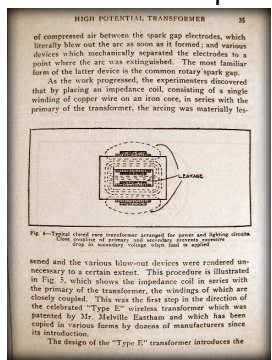 HIGH POTENTIAL TRANSFORMER 35
of compressed air between the spark gap electrodes, which
literally blew out the arc as soon as it formed; and various
devices which mechanically separated the electrodes to a
point where the arc was extinguished. The most familiar
form of the latter device is the common rotary spark gap.
As the work progressed, the experimenters discovered
that by placing an impedance coil, consisting of a single
winding of copper wire on an iron core, in series with the
primary of the transformer, the arcing was materially les-
LEAKAGE
Fig. 4—Typical closed core transformer arranged for power and lighting circuits.
Close coupling of primary and secondary prevents excessive
drop in secondary voltage when load is applied
sened and the various blow-out devices were rendered un-
necessary to a certain extent. This procedure is illustrated
in Fig. 5, which shows the impedance coil in series with
the primary of the transformer, the windings of which are
closely coupled. This was the first step in the direction of
the celebrated "Type E" wireless transformer which was
patented by Mr. Melville Eastham and which has been
copied in various forms by dozens of manufacturers since
its introduction.
The design of the "Type E" transformer introduces the